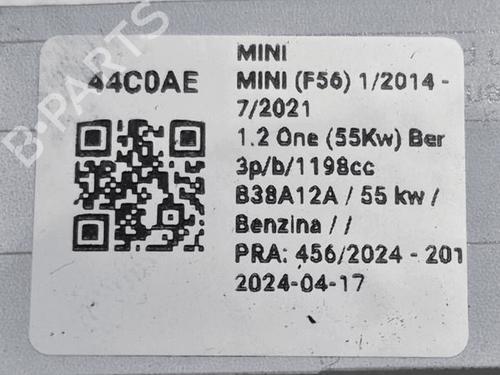 44C0AE
MINI
MINI (F56) 1/2014 -
7/2021
1.2 One (55Kw) Ber
3p/b/1198cc
B38A12A / 55 kw /
Benzina / /
PRA: 456/2024 - 201
2024-04-17
B-PARTS